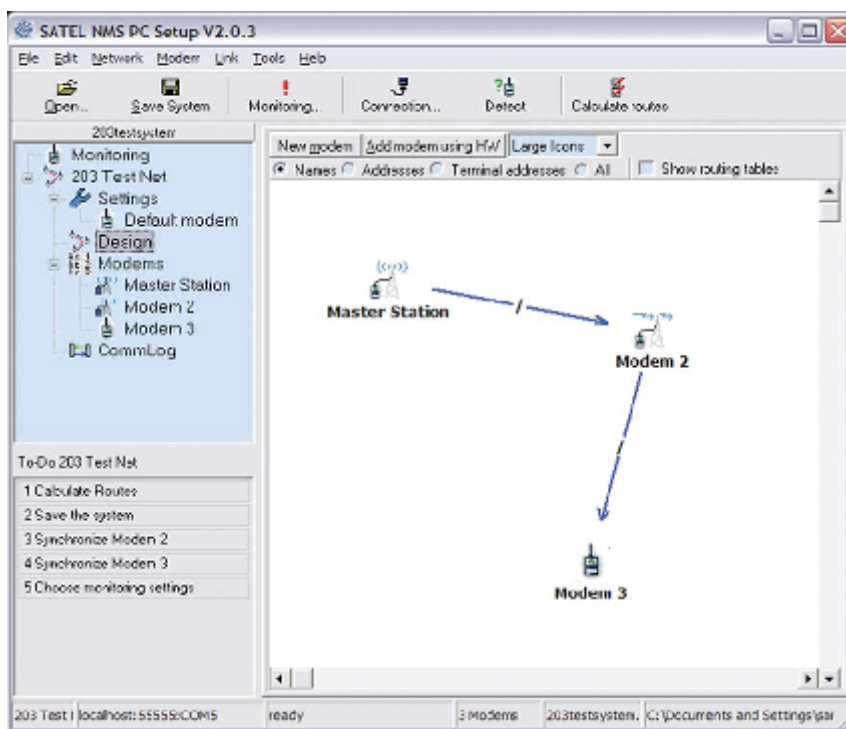 SATEL NMS PC Setup V2.0.3
File Edit Network Modem Link Tools Help
Open... Save System Monitoring... Connection... Detect Calculate routes
203testsystem
Monitoring
203 Test Net
Settings
Default modem
Design
Modems
Master Station
Modem 2
Modem 3
CommLog
New modem Add modem using HW Large Icons
Names Addresses Terminal addresses All Show routing tables
Master Station
Modem 2
Modem 3
To-Do 203 Test Net
1 Calculate Routes
2 Save the system
3 Synchronize Modem 2
4 Synchronize Modem 3
5 Choose monitoring settings
203 Test localhost: 55555:COM5 ready 3 Modems 203testsystem. C:\Documents and Settings\sar